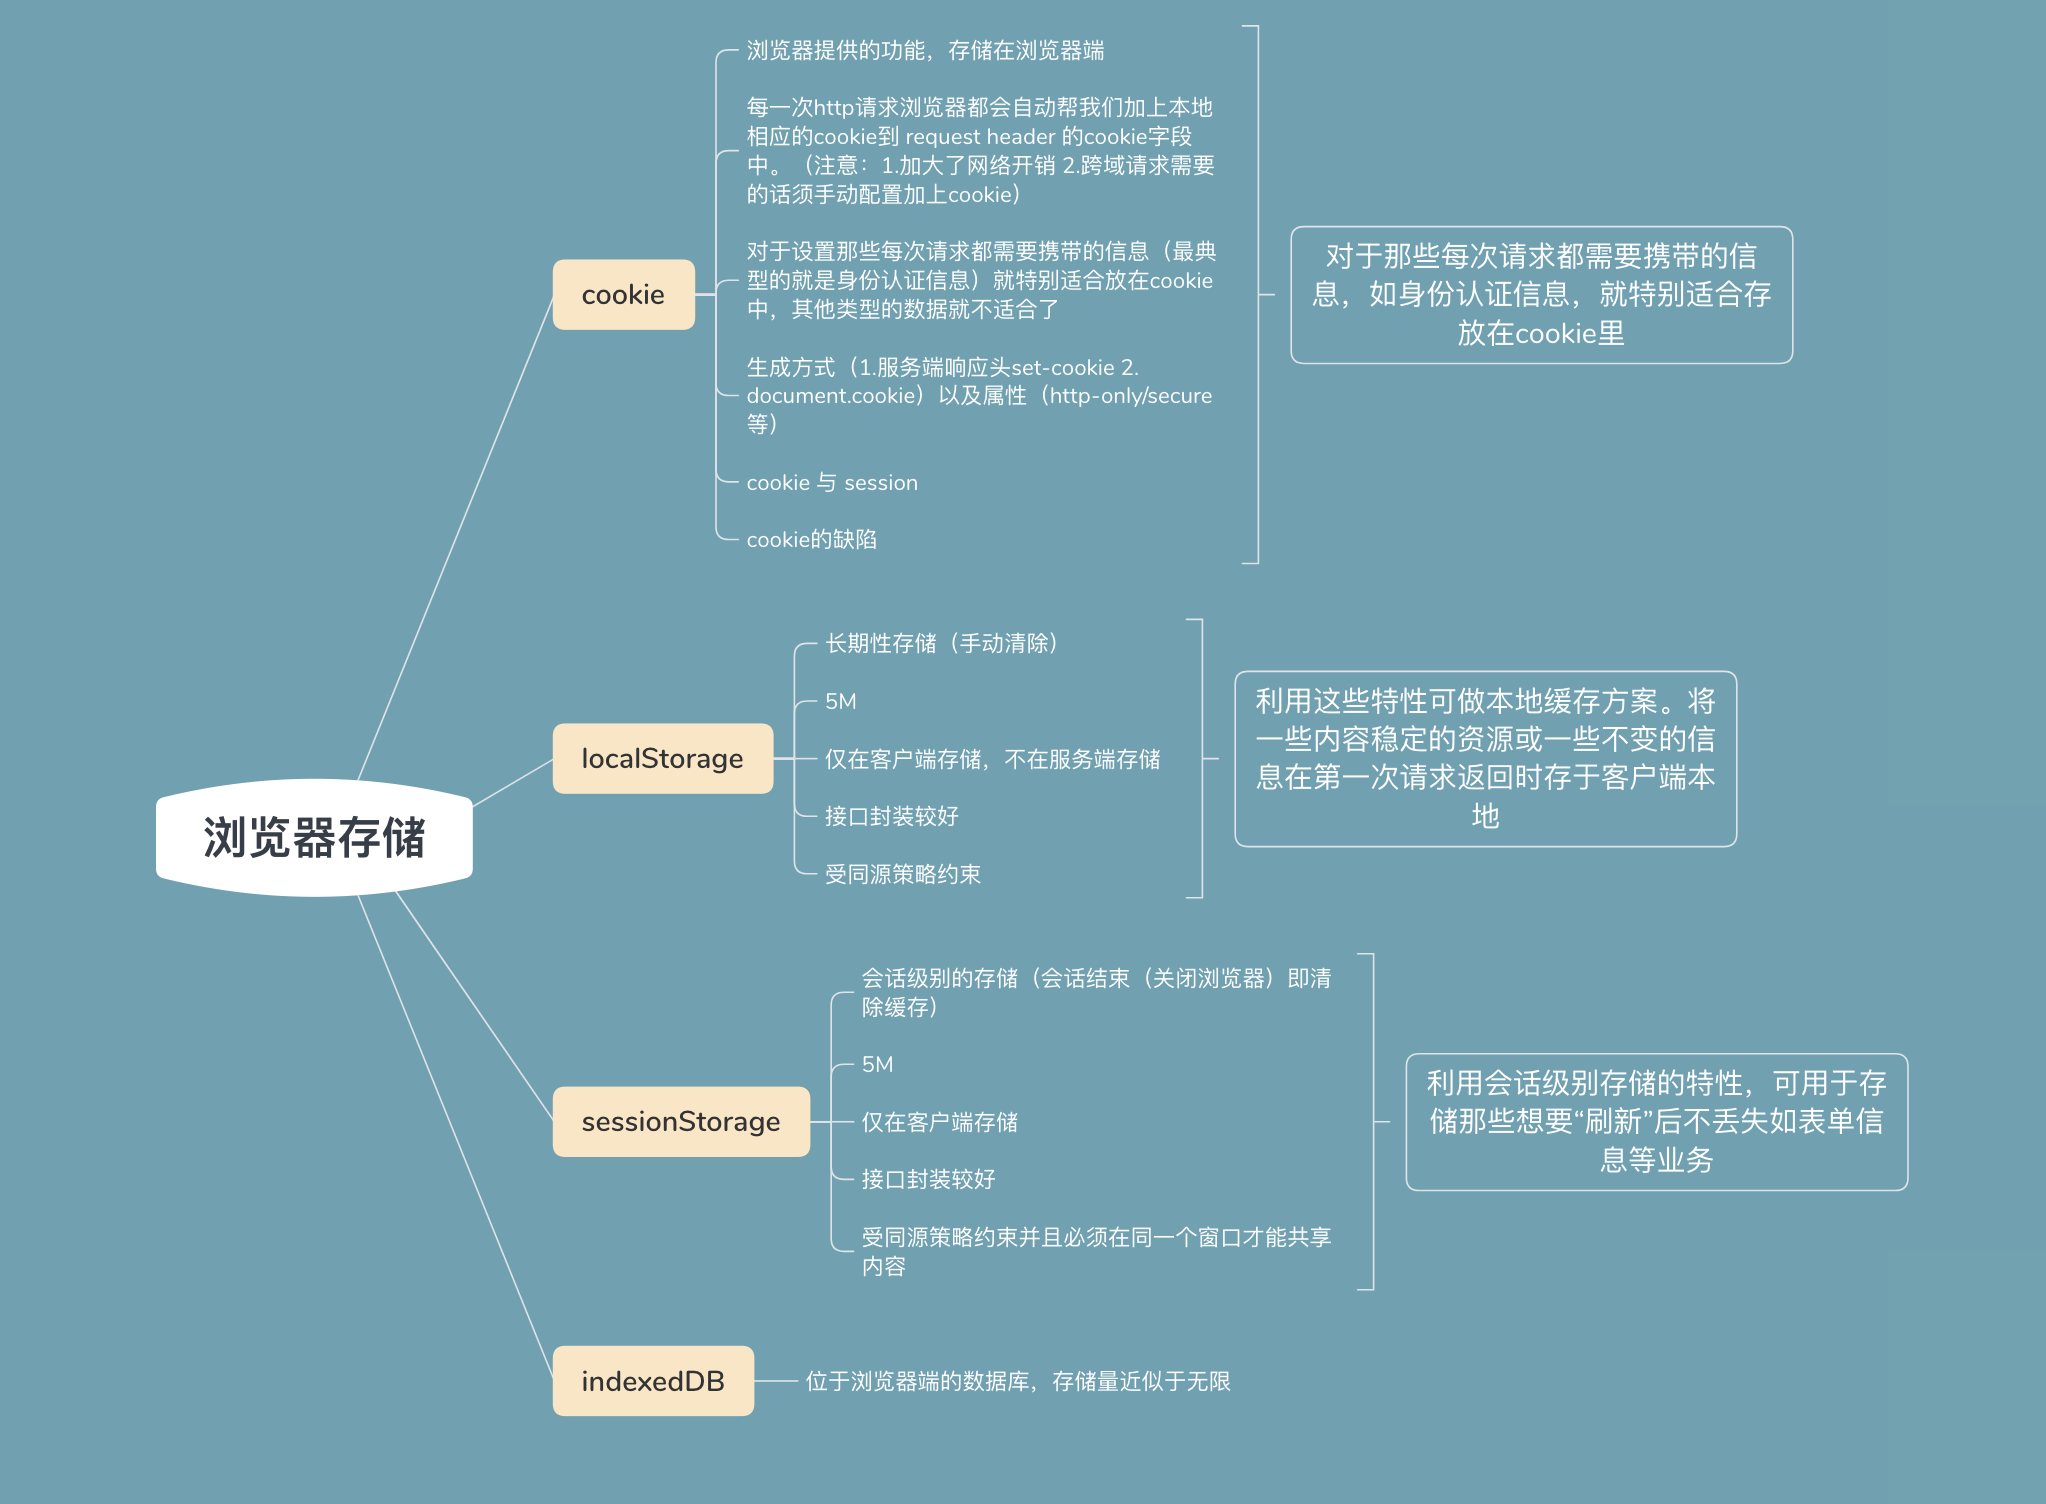 浏览器存储
cookie
浏览器提供的功能，存储在浏览器端
每一次http请求浏览器都会自动帮我们加上本地
相应的cookie到 request header 的cookie字段
中。（注意：1.加大了网络开销 2.跨域请求需要
的话须手动配置加上cookie）
对于设置那些每次请求都需要携带的信息（最典
型的就是身份认证信息）就特别适合放在cookie
中，其他类型的数据就不适合了
生成方式（1.服务端响应头set-cookie 2.
document.cookie）以及属性（http-only/secure
等）
cookie 与 session
cookie的缺陷
对于那些每次请求都需要携带的信
息，如身份认证信息，就特别适合存
放在cookie里
localStorage
长期性存储（手动清除）
5M
仅在客户端存储，不在服务端存储
接口封装较好
受同源策略约束
利用这些特性可做本地缓存方案。将
一些内容稳定的资源或一些不变的信
息在第一次请求返回时存于客户端本
地
sessionStorage
会话级别的存储（会话结束（关闭浏览器）即清
除缓存）
5M
仅在客户端存储
接口封装较好
受同源策略约束并且必须在同一个窗口才能共享
内容
利用会话级别存储的特性，可用于存
储那些想要“刷新”后不丢失如表单信
息等业务
indexedDB
位于浏览器端的数据库，存储量近似于无限